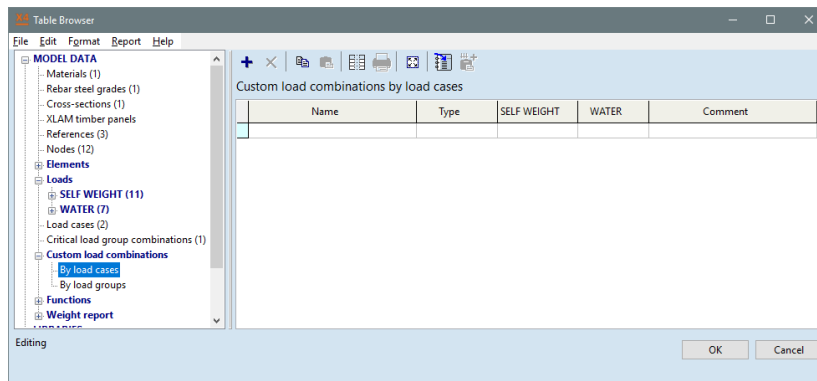 Table Browser
File Edit Format Report Help
MODEL DATA
Materials (1)
Rebar steel grades (1)
Cross-sections (1)
XLAM timber panels
References (3)
Nodes (12)
Elements
Loads
SELF WEIGHT (11)
WATER (7)
Load cases (2)
Critical load group combinations (1)
Custom load combinations
By load cases
By load groups
Functions
Weight report
Custom load combinations by load cases
Name Type SELF WEIGHT WATER Comment
Editing
OK Cancel